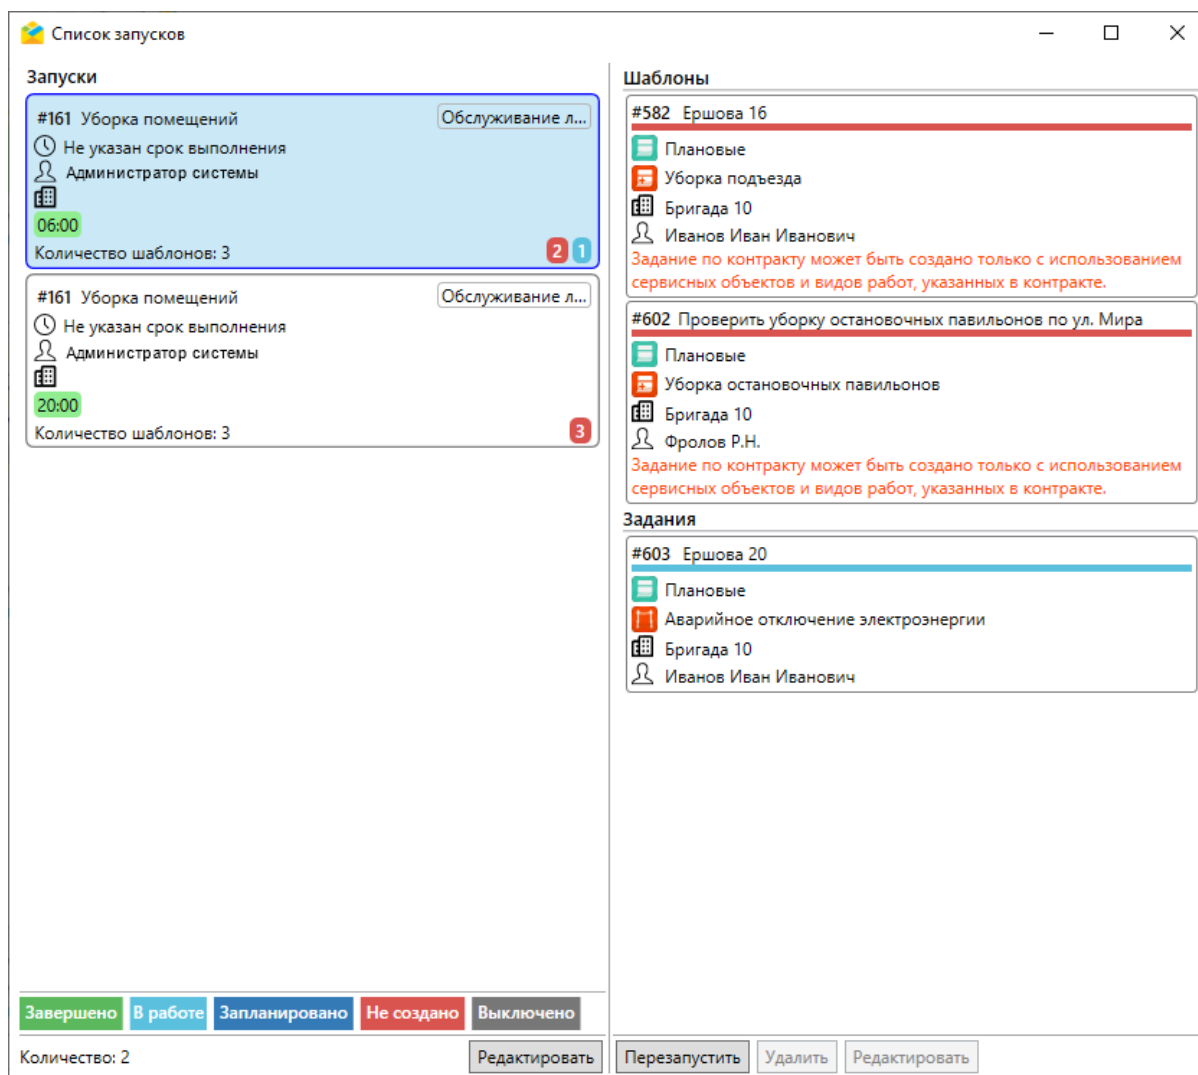 Список запусков
Запуски
#161 Уборка помещений
Обслуживание л...
Не указан срок выполнения
Администратор системы
06:00
Количество шаблонов: 3
2 1
#161 Уборка помещений
Обслуживание л...
Не указан срок выполнения
Администратор системы
20:00
Количество шаблонов: 3
3
Завершено В работе Запланировано Не создано Выключено
Количество: 2
Редактировать
Шаблоны
#582 Ершова 16
Плановые
Уборка подъезда
Бригада 10
Иванов Иван Иванович
Задание по контракту может быть создано только с использованием
сервисных объектов и видов работ, указанных в контракте.
#602 Проверить уборку остановочных павильонов по ул. Мира
Плановые
Уборка остановочных павильонов
Бригада 10
Фролов Р.Н.
Задание по контракту может быть создано только с использованием
сервисных объектов и видов работ, указанных в контракте.
Задания
#603 Ершова 20
Плановые
Аварийное отключение электроэнергии
Бригада 10
Иванов Иван Иванович
Перезапустить Удалить Редактировать